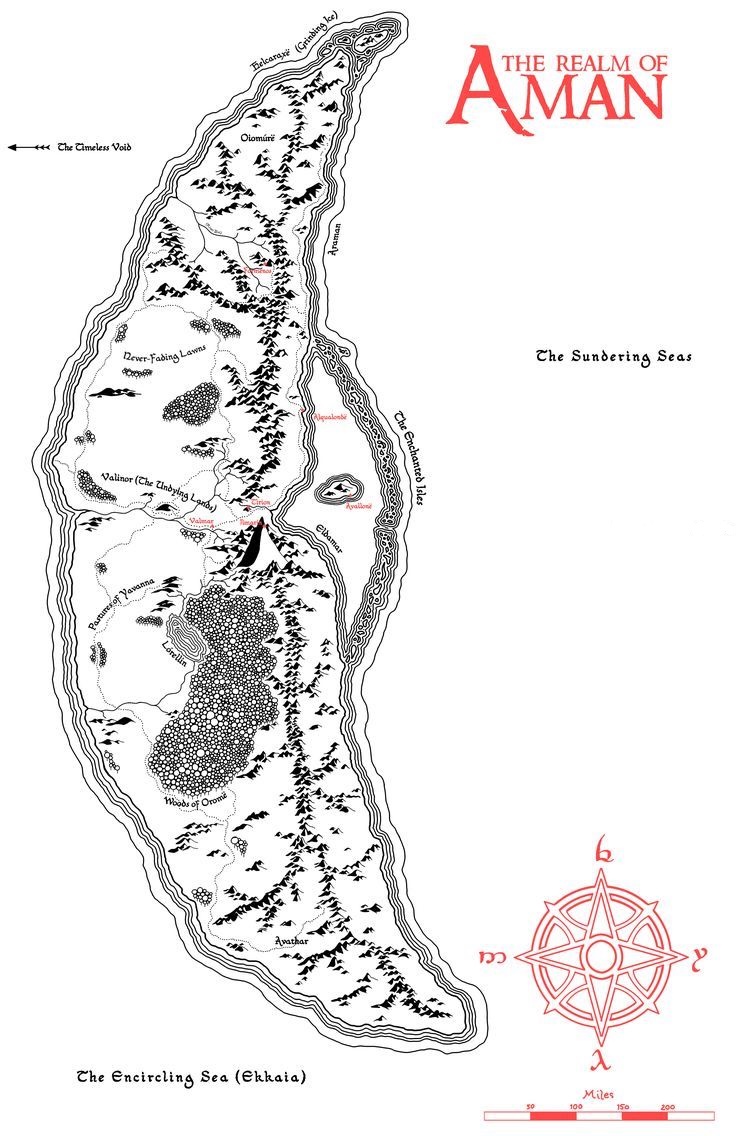 THE REALM OF
AMAN
Helcaraxë (Grinding Ice)
Oiomúrë
The Timeless Void
Araman
Formenos
The Sundering Seas
Never-Fading Lawns
Alqualondë
The Enchanted Isles
Valinor (The Undying Lands)
Tirion
Avallonë
Valmar
Eldamar
Pastures of Yavanna
Lórellin
Woods of Oromë
Avathar
The Encircling Sea (Ekkaia)
Miles
50 100 150 200